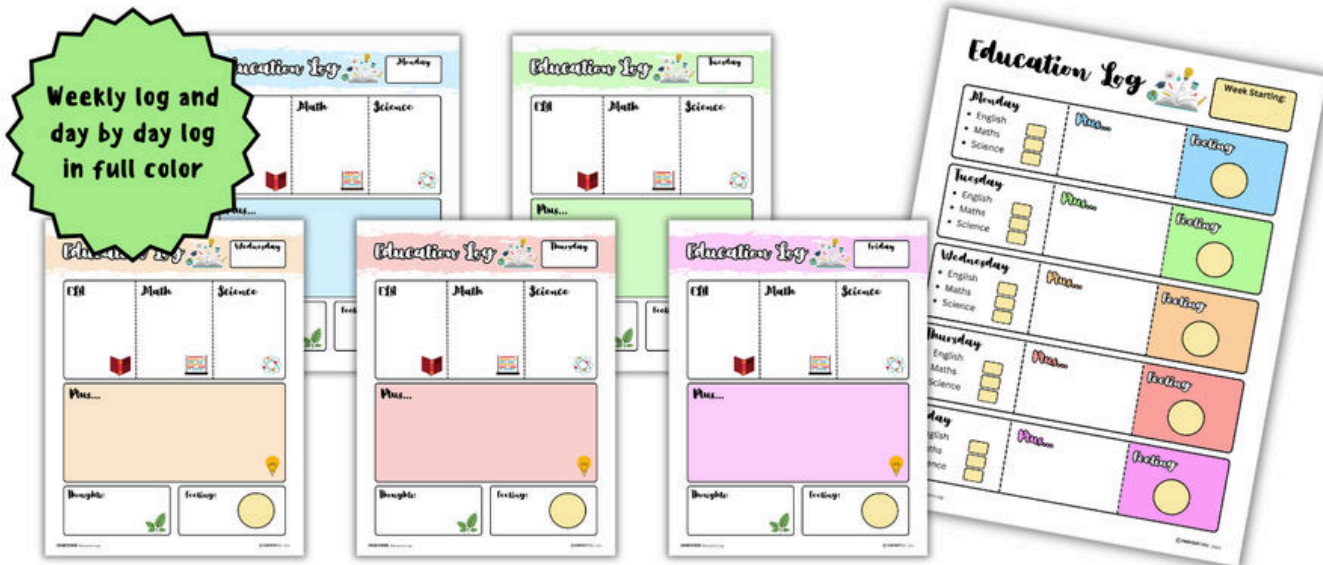 Weekly log and
day by day log
in full color
Education Log
Monday
Math
Science
Plus...
Education Log
Tuesday
ELA
Math
Science
Plus...
Education Log
Wednesday
ELA
Math
Science
Plus...
Thoughts:
Feeling:
Education Log
Thursday
ELA
Math
Science
Plus...
Thoughts:
Feeling:
Education Log
Friday
ELA
Math
Science
Plus...
Thoughts:
Feeling:
Education Log
Week Starting:
Monday
• English
• Maths
• Science
Plus...
Feeling
Tuesday
• English
• Maths
• Science
Plus...
Feeling
Wednesday
• English
• Maths
• Science
Plus...
Feeling
Thursday
English
Maths
Science
Plus...
Feeling
Plus...
Feeling